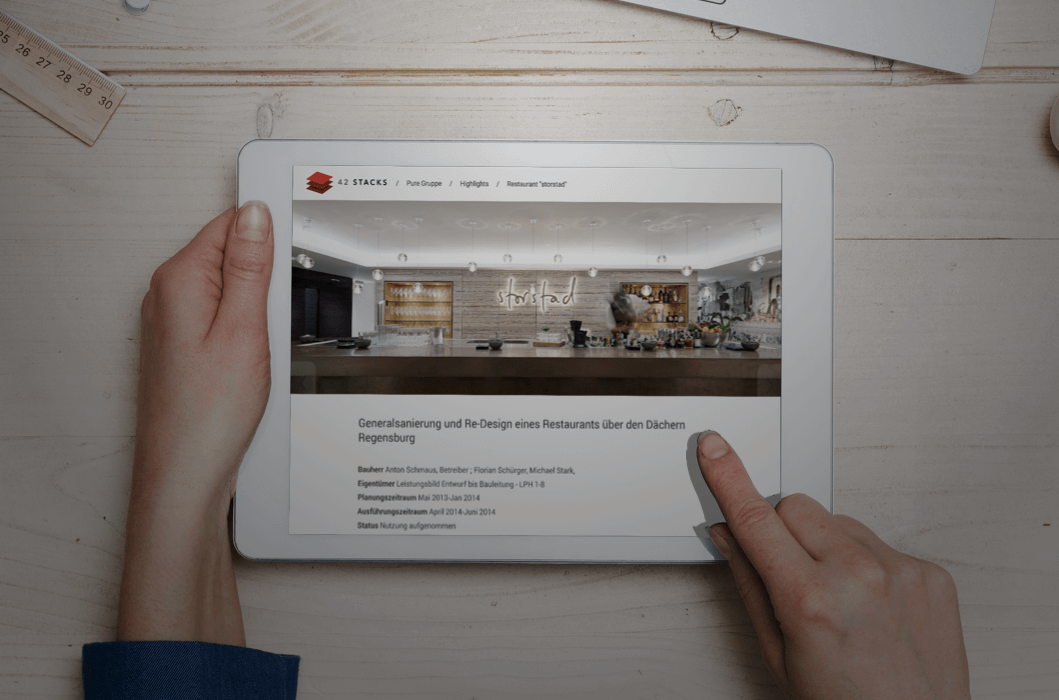 25 26 27 28 29 30
42 STACKS / Pure Gruppe / Highlights / Restaurant "storstad"
storstad
Generalsanierung und Re-Design eines Restaurants über den Dächern
Regensburg
Bauherr Anton Schmaus, Betreiber ; Florian Schürger, Michael Stark,
Eigentümer Leistungsbild Entwurf bis Bauleitung - LPH 1-8
Planungszeitraum Mai 2013-Jan 2014
Ausführungszeitraum April 2014-Juni 2014
Status Nutzung aufgenommen